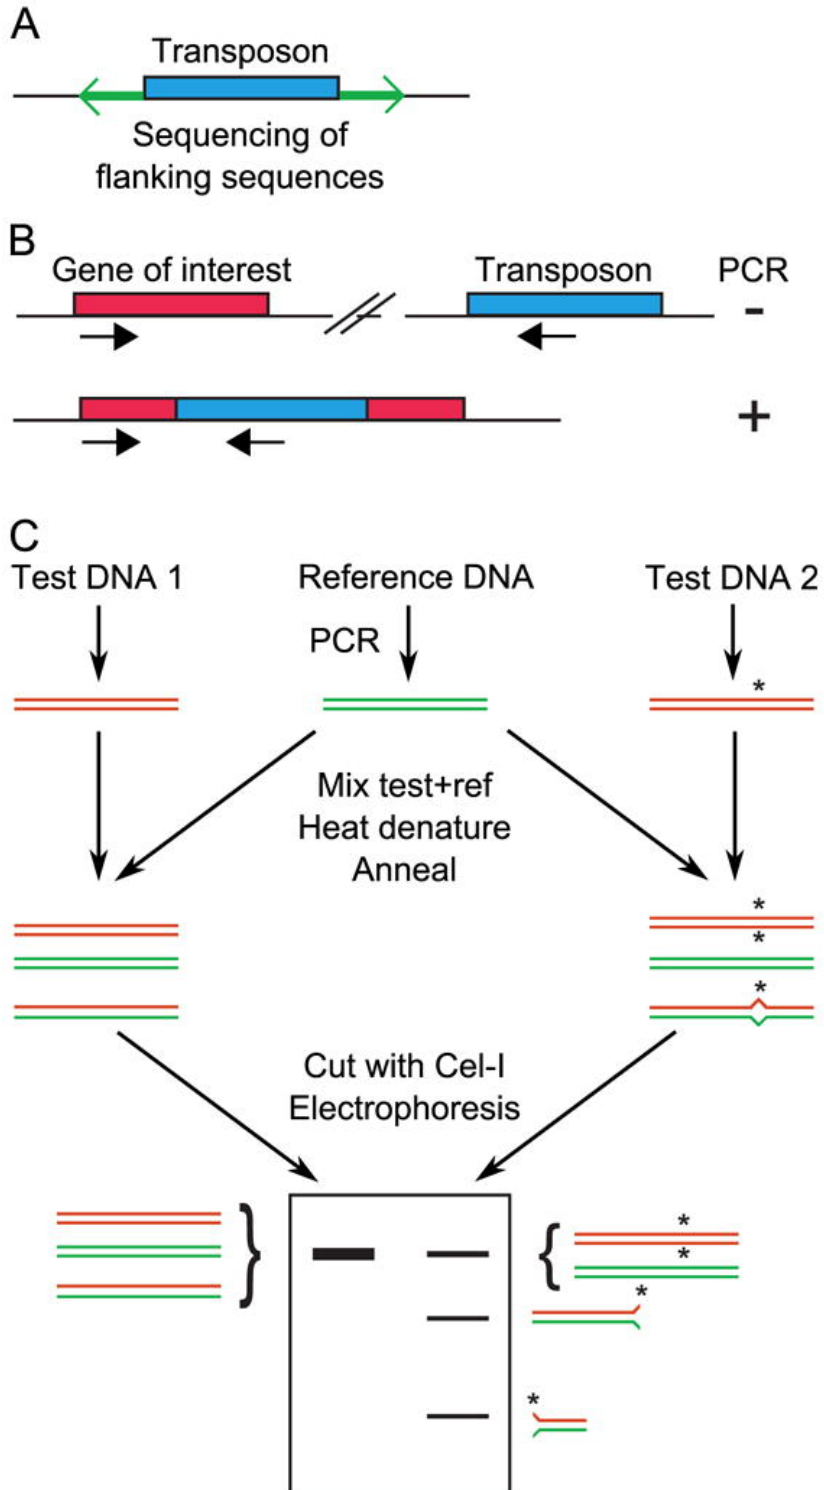 A
Transposon
Sequencing of
flanking sequences
B
Gene of interest
Transposon
PCR
-
+
C
Test DNA 1
Reference DNA
Test DNA 2
PCR
*
Mix test+ref
Heat denature
Anneal
*
*
*
Cut with Cel-I
Electrophoresis
*
*
*
*